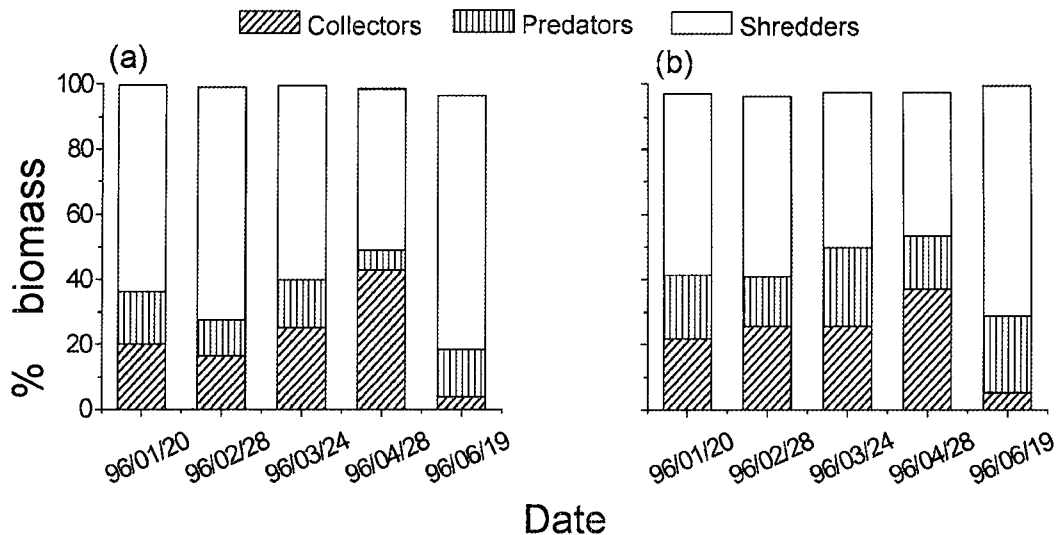 Collectors Predators Shredders
(a) (b)
100
80
60
40
20
0
% biomass
96/01/20 96/02/28 96/03/24 96/04/28 96/06/19 96/01/20 96/02/28 96/03/24 96/04/28 96/06/19
Date